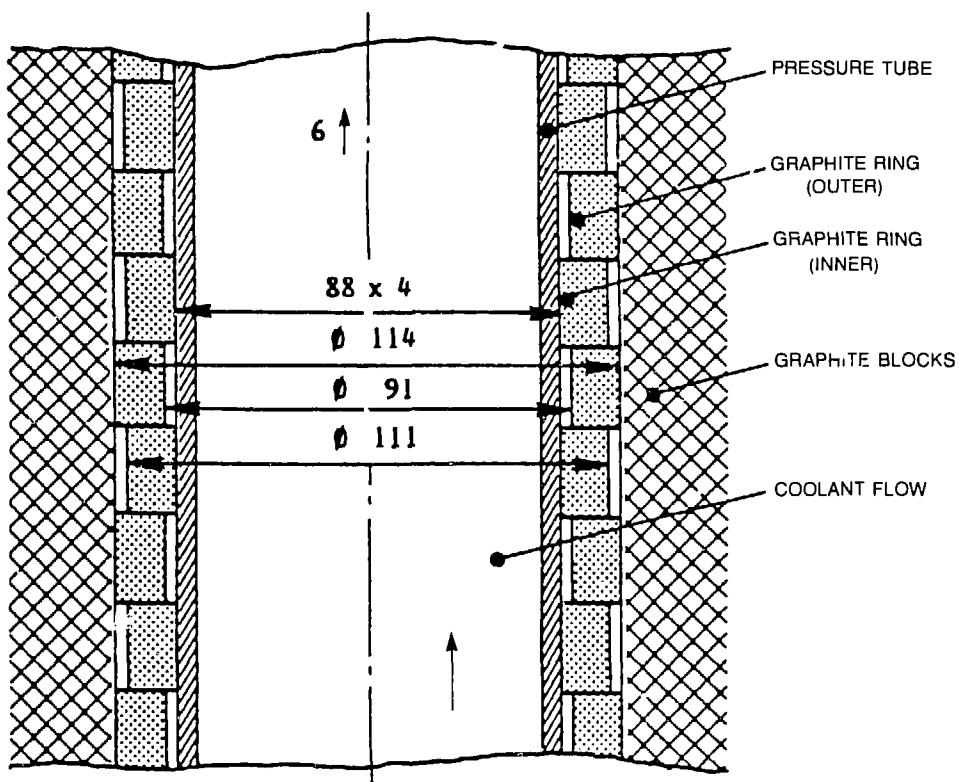 PRESSURE TUBE
6
GRAPHITE RING
(OUTER)
GRAPHITE RING
(INNER)
88 x 4
Ø 114
GRAPHITE BLOCKS
Ø 91
Ø 111
COOLANT FLOW